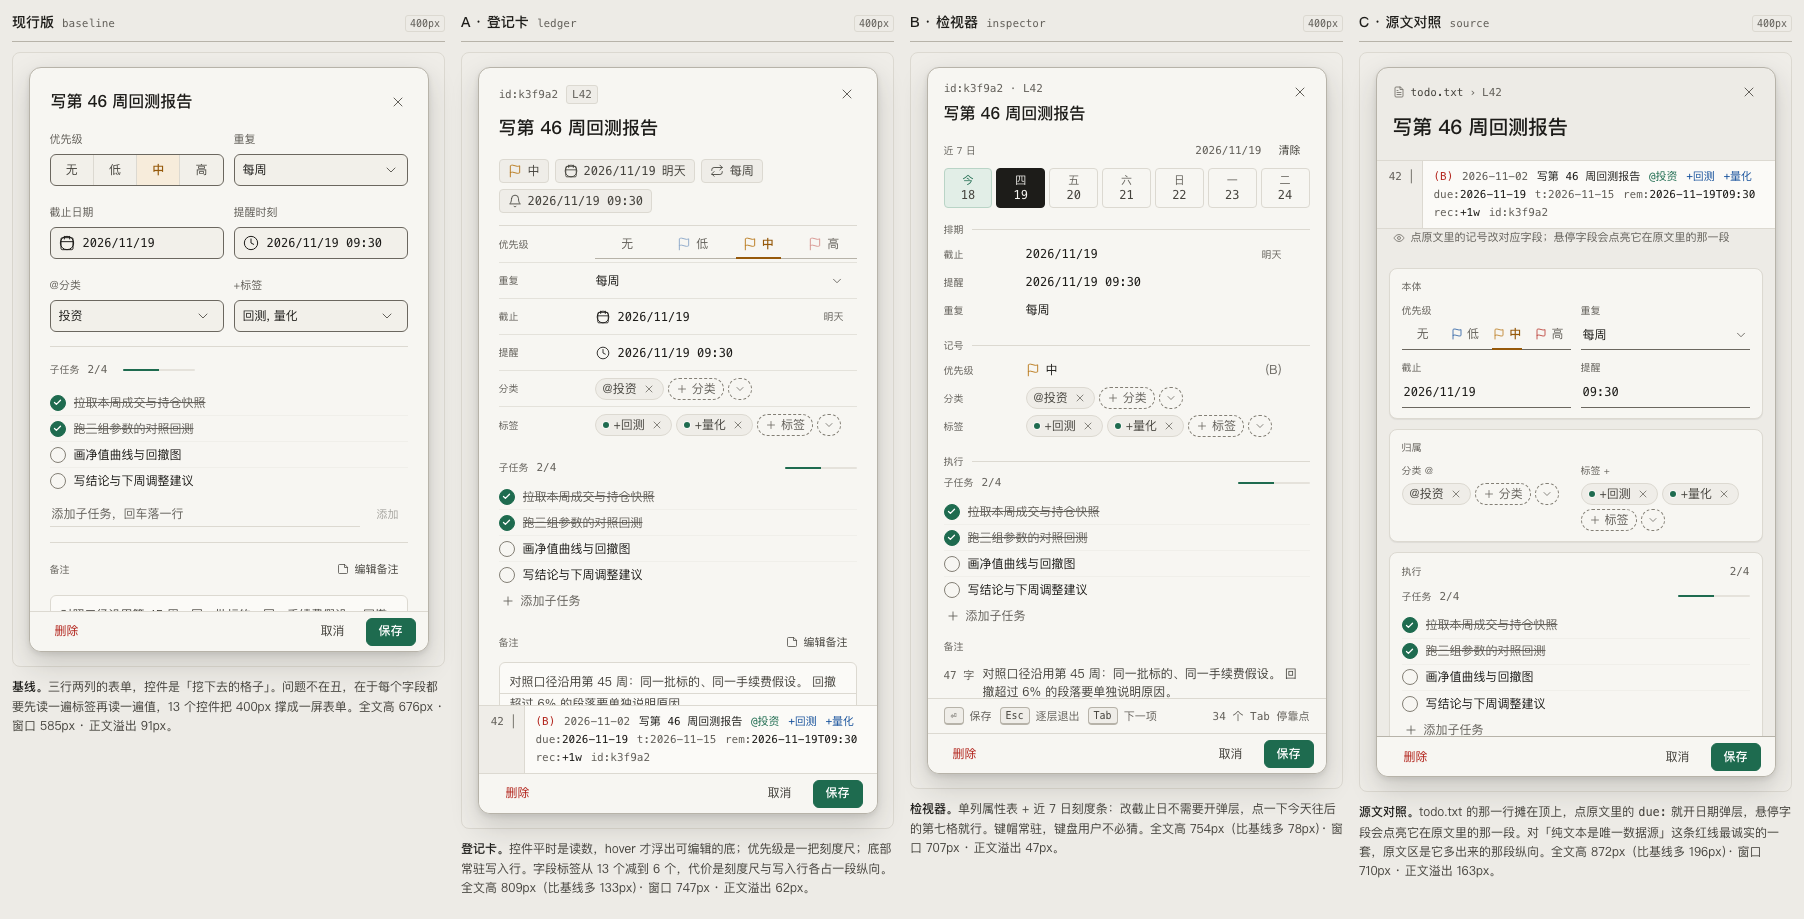 现行版 baseline 400px
写第 46 周回测报告
优先级
重复
无 低 中 高
每周
截止日期
提醒时刻
2026/11/19
2026/11/19 09:30
@分类
+标签
投资
回测, 量化
子任务 2/4
拉取本周成交与持仓快照
跑三组参数的对照回测
画净值曲线与回撤图
写结论与下周调整建议
添加子任务，回车落一行
添加
备注
编辑备注
删除
取消
保存
基线。三行两列的表单，控件是「挖下去的格子」。问题不在丑，在于每个字段都
要先读一遍标签再读一遍值，13 个控件把 400px 撑成一屏表单。全文高 676px ·
窗口 585px · 正文溢出 91px。
A · 登记卡 ledger 400px
id:k3f9a2 L42
写第 46 周回测报告
中
2026/11/19 明天
每周
2026/11/19 09:30
优先级 无 低 中 高
重复 每周
截止 2026/11/19 明天
提醒 2026/11/19 09:30
分类 @投资 + 分类
标签 +回测 +量化 + 标签
子任务 2/4
拉取本周成交与持仓快照
跑三组参数的对照回测
画净值曲线与回撤图
写结论与下周调整建议
+ 添加子任务
备注
编辑备注
对照口径沿用第 45 周：同一批标的、同一手续费假设。 回撤
超过 6% 的段落要单独说明原因。
42 (B) 2026-11-02 写第 46 周回测报告 @投资 +回测 +量化
due:2026-11-19 t:2026-11-15 rem:2026-11-19T09:30
rec:+1w id:k3f9a2
删除
取消
保存
登记卡。控件平时是读数，hover 才浮出可编辑的底；优先级是一把刻度尺；底部
常驻写入行。字段标签从 13 个减到 6 个，代价是刻度尺与写入行各占一段纵向。
全文高 809px（比基线多 133px）· 窗口 747px · 正文溢出 62px。
B · 检视器 inspector 400px
id:k3f9a2 · L42
写第 46 周回测报告
近 7 日
2026/11/19
清除
今 四 五 六 日 一 二
18 19 20 21 22 23 24
排期
截止 2026/11/19 明天
提醒 2026/11/19 09:30
重复 每周
记号
优先级 中 (B)
分类 @投资 + 分类
标签 +回测 +量化 + 标签
执行
子任务 2/4
拉取本周成交与持仓快照
跑三组参数的对照回测
画净值曲线与回撤图
写结论与下周调整建议
+ 添加子任务
备注
47 字 对照口径沿用第 45 周：同一批标的、同一手续费假设。 回
撤超过 6% 的段落要单独说明原因。
⏎ 保存 Esc 逐层退出 Tab 下一项 34 个 Tab 停靠点
删除
取消
保存
检视器。单列属性表 + 近 7 日刻度条：改截止日不需要开弹层，点一下今天往后
的第七格就行。键帽常驻，键盘用户不必猜。全文高 754px（比基线多 78px）· 窗
口 707px · 正文溢出 47px。
C · 源文对照 source 400px
todo.txt › L42
写第 46 周回测报告
42 (B) 2026-11-02 写第 46 周回测报告 @投资 +回测 +量化
due:2026-11-19 t:2026-11-15 rem:2026-11-19T09:30
rec:+1w id:k3f9a2
点原文里的记号改对应字段；悬停字段会点亮它在原文里的那一段
本体
优先级
重复
无 低 中 高
每周
截止
提醒
2026/11/19
09:30
归属
分类 @
标签 +
@投资 + 分类
+回测 +量化
+ 标签
执行 2/4
子任务 2/4
拉取本周成交与持仓快照
跑三组参数的对照回测
画净值曲线与回撤图
写结论与下周调整建议
+ 添加子任务
删除
取消
保存
源文对照。todo.txt 的那一行摊在顶上，点原文里的 due: 就开日期弹层，悬停字
段会点亮它在原文里的那一段。对「纯文本是唯一数据源」这条红线最诚实的一
套，原文区是它多出来的那段纵向。全文高 872px（比基线多 196px）· 窗口
710px · 正文溢出 163px。